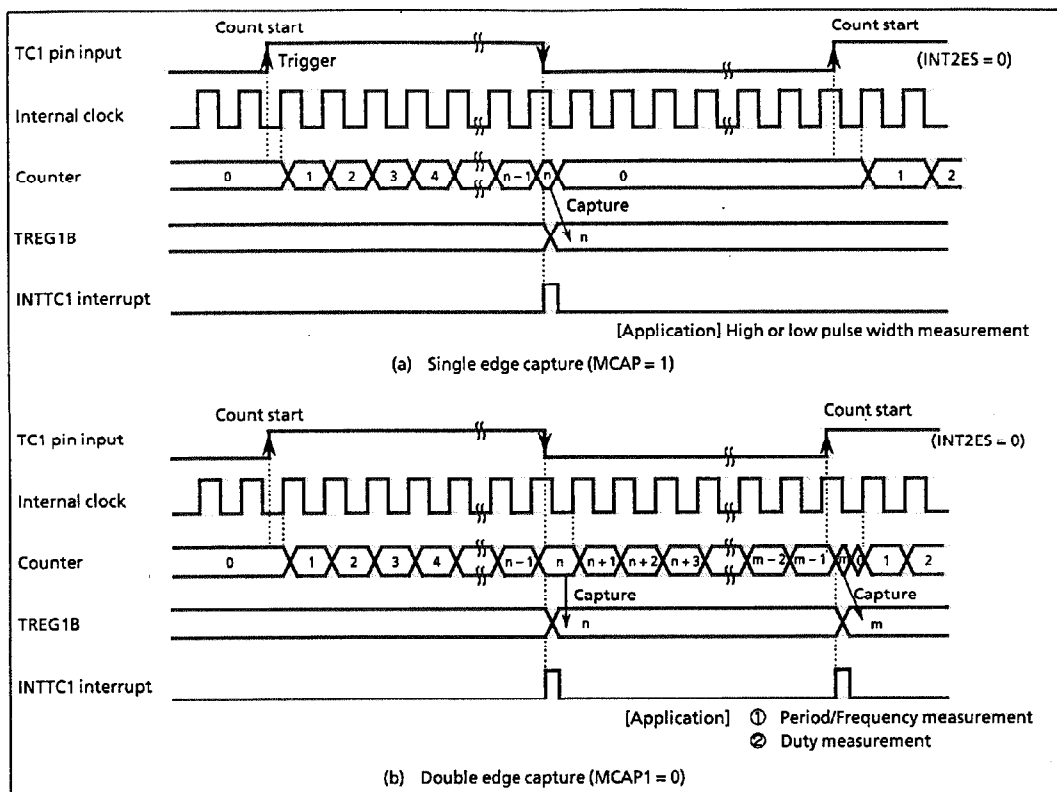 Count start
Count start
TC1 pin input
Trigger
(INT2ES = 0)
Internal clock
Counter
0 1 2 3 4 n-1 n 0 1 2
Capture
TREG1B
n
INTTC1 interrupt
[Application] High or low pulse width measurement
(a) Single edge capture (MCAP = 1)
Count start
Count start
TC1 pin input
(INT2ES = 0)
Internal clock
Counter
0 1 2 3 4 n-1 n n+1 n+2 n+3 m-2 m-1 m 0 1 2
Capture
Capture
TREG1B
n
m
INTTC1 interrupt
[Application] ① Period/Frequency measurement
② Duty measurement
(b) Double edge capture (MCAP1 = 0)